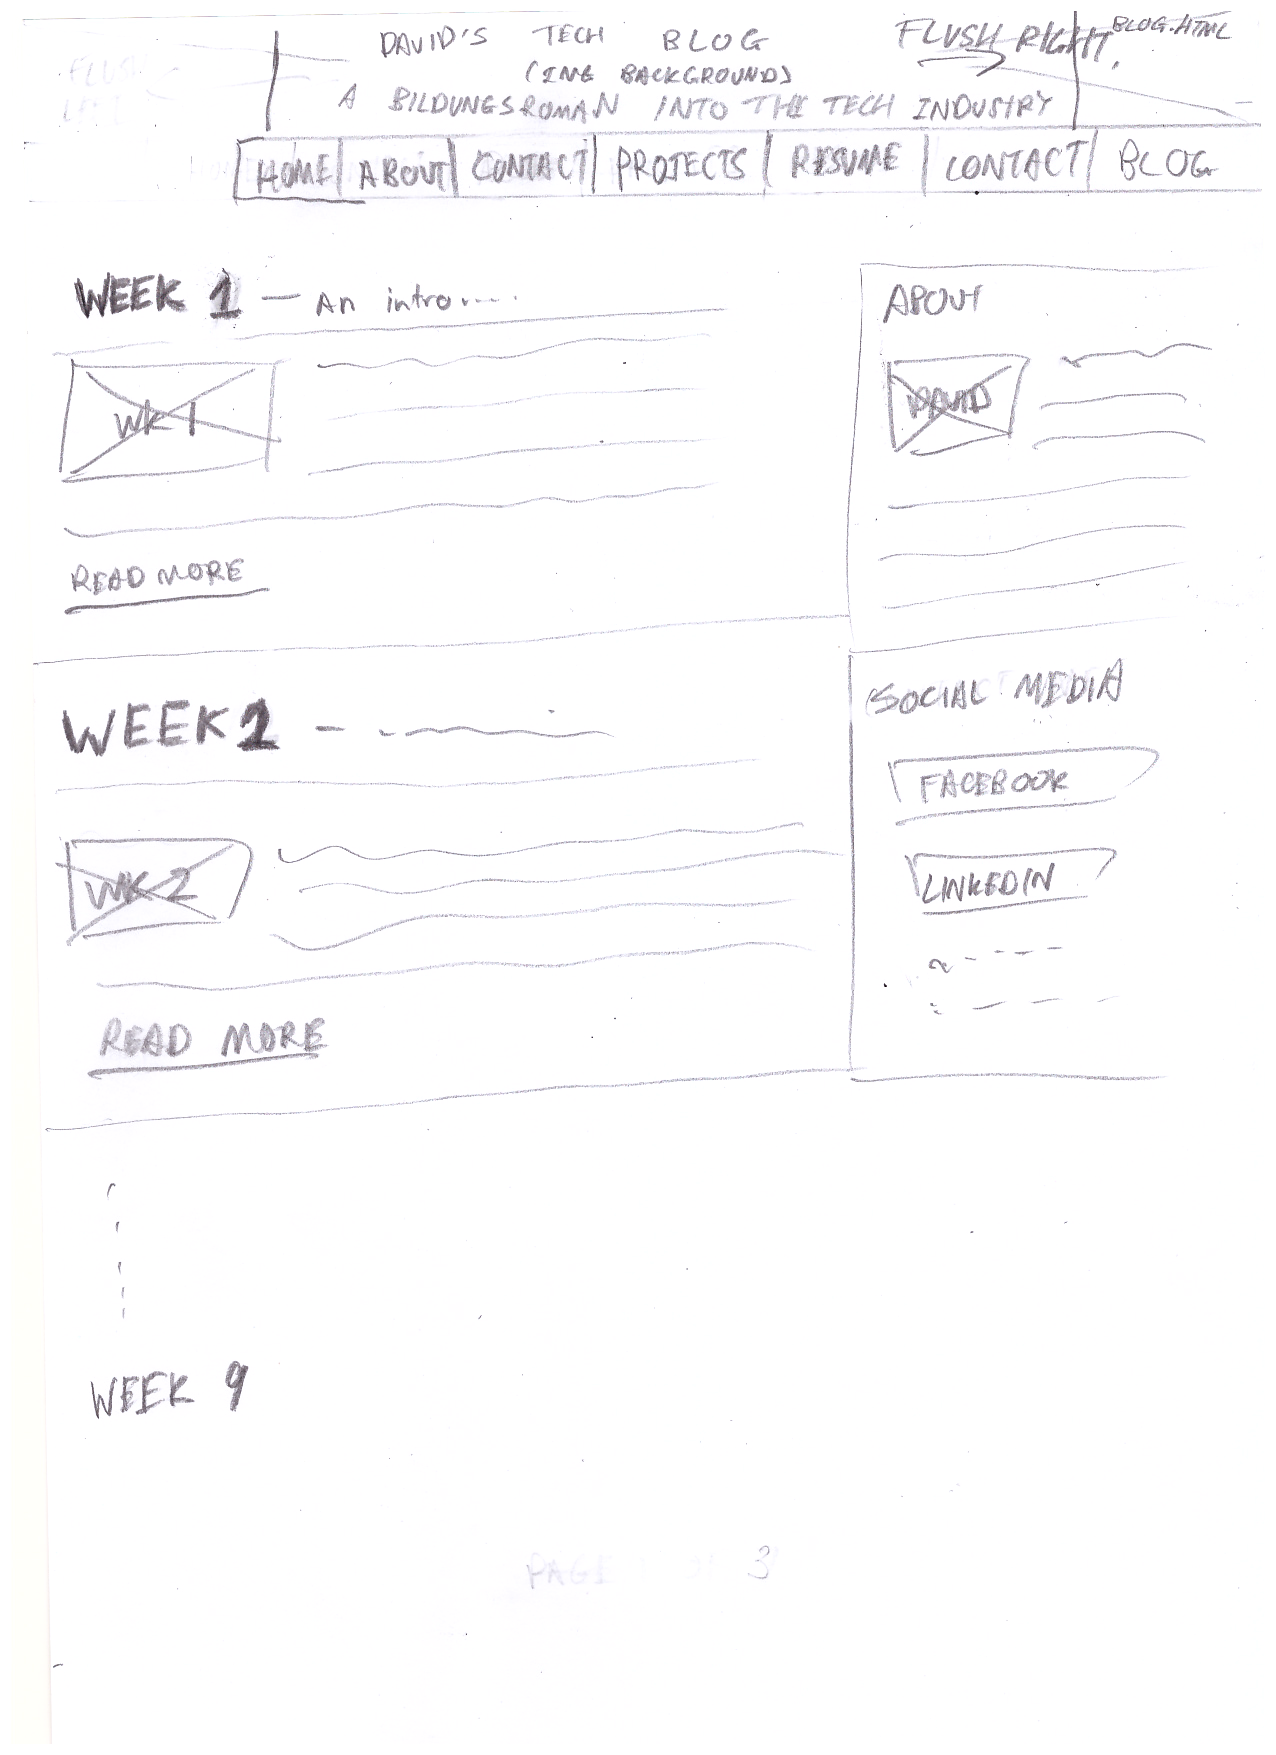 DAVID'S TECH BLOG
FLUSH RIGHT.
BLOG.HTML
(IMG BACKGROUND)
A BILDUNGSROMAN INTO THE TECH INDUSTRY
HOME ABOUT CONTACT PROJECTS RESUME CONTACT BLOG
WEEK 1 — An intro.....
ABOUT
WK 1
DAVID
READ MORE
WEEK 2 —
SOCIAL MEDIA
FACEBOOK
WK 2
LINKEDIN
READ MORE
WEEK 9
PAGE 3